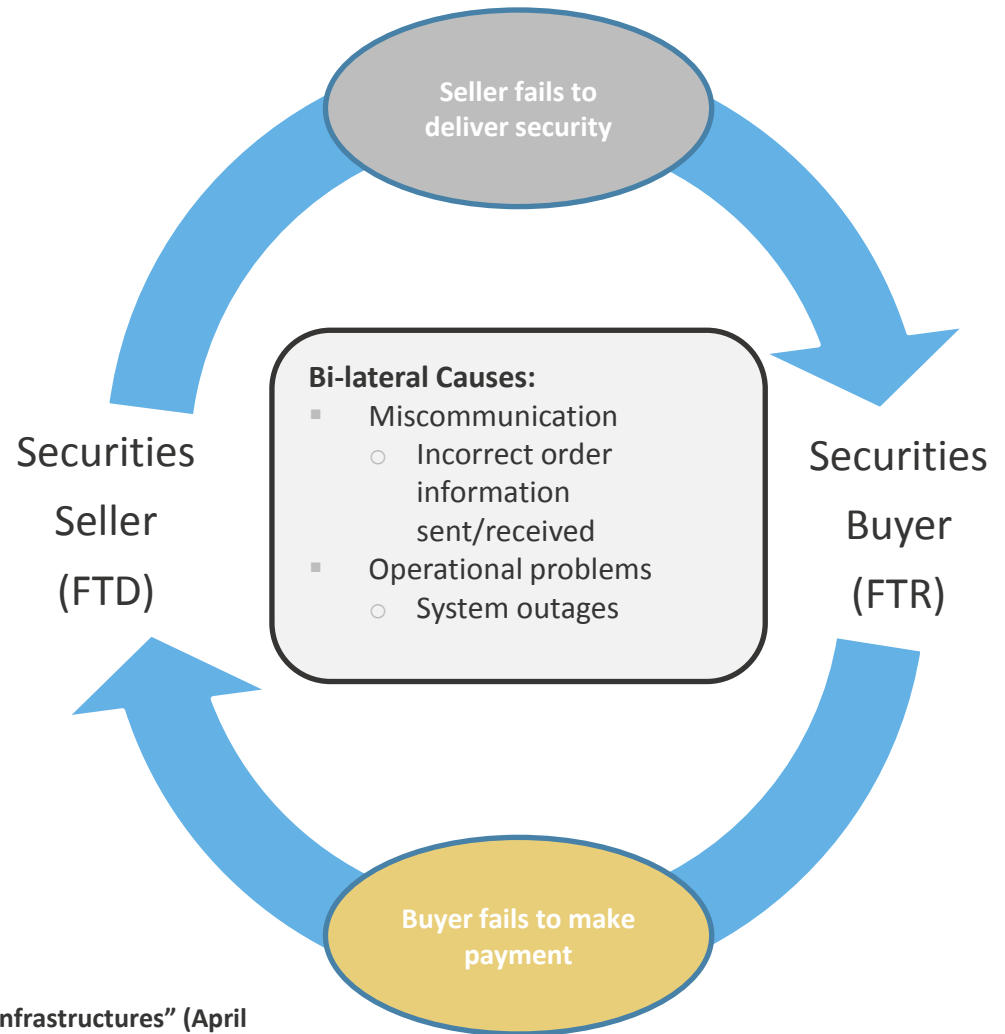 Seller fails to
deliver security
Bi-lateral Causes:
▪ Miscommunication
○ Incorrect order
information
sent/received
▪ Operational problems
○ System outages
Securities
Seller
(FTD)
Securities
Buyer
(FTR)
Buyer fails to make
payment
nfrastructures” (April